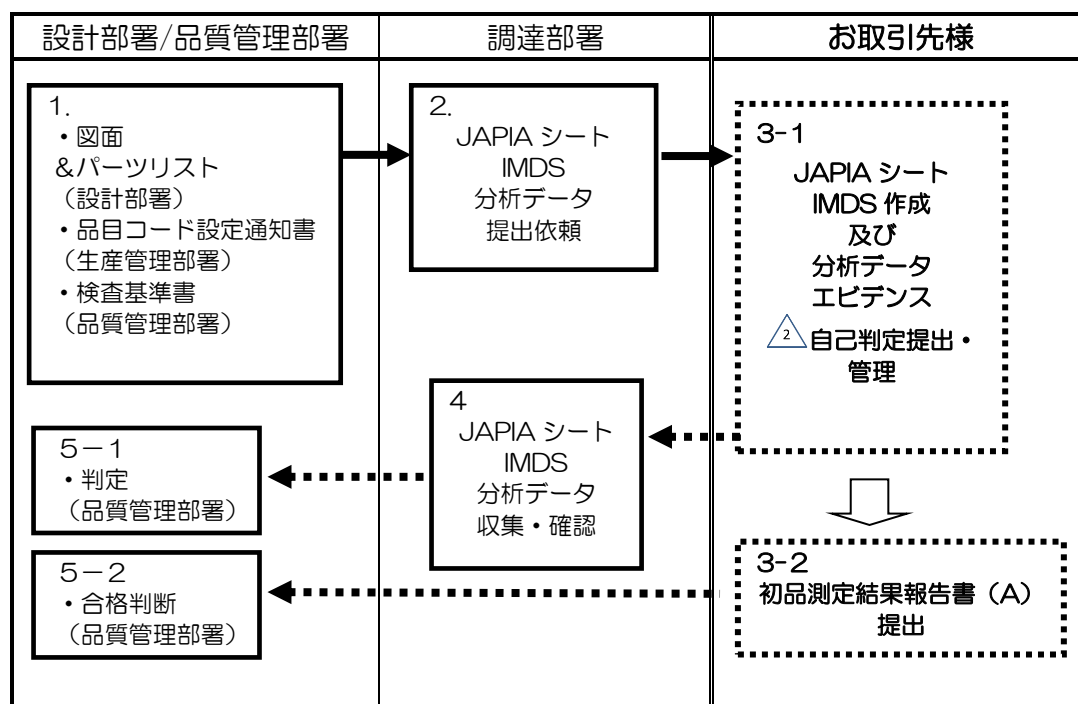 設計部署/品質管理部署
調達部署
お取引先様
1.
・図面
&パーツリスト
(設計部署)
・品目コード設定通知書
(生産管理部署)
・検査基準書
(品質管理部署)
2.
JAPIA シート
IMDS
分析データ
提出依頼
3-1
JAPIA シート
IMDS 作成
及び
分析データ
エビデンス
2 自己判定提出・
管理
4
JAPIA シート
IMDS
分析データ
収集・確認
5-1
・判定
(品質管理部署)
3-2
初品測定結果報告書(A)
提出
5-2
・合格判断
(品質管理部署)